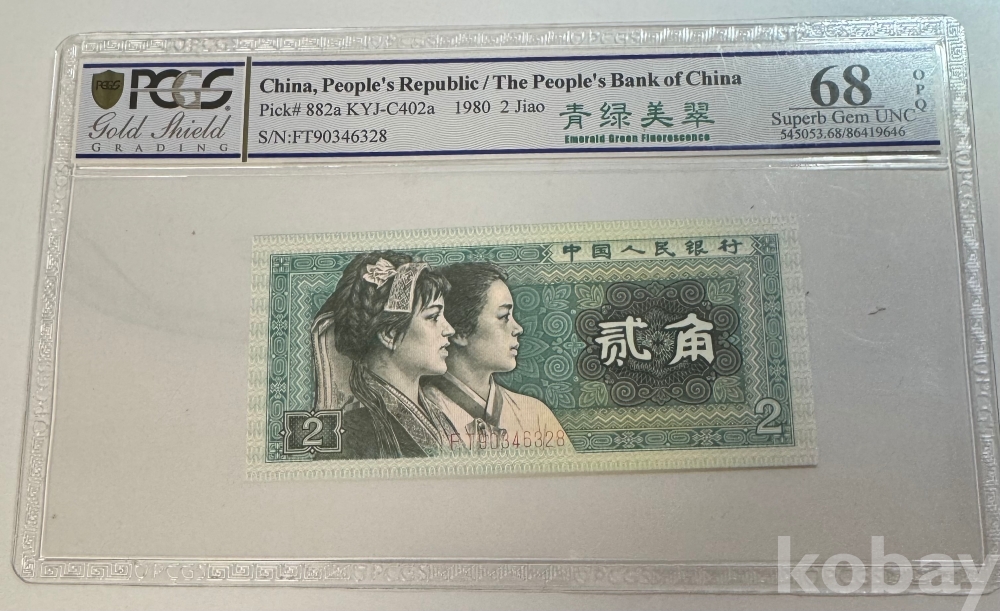 PCGS
Gold Shield
GRADING
China, People's Republic / The People's Bank of China
Pick# 882a KYJ-C402a 1980 2 Jiao
S/N:FT90346328
青绿美翠
Emerald Green Fluorescence
68
OPQ
Superb Gem UNC
545053.68/86419646
中国人民银行
2
贰角
2
2
FT90346328
kobay